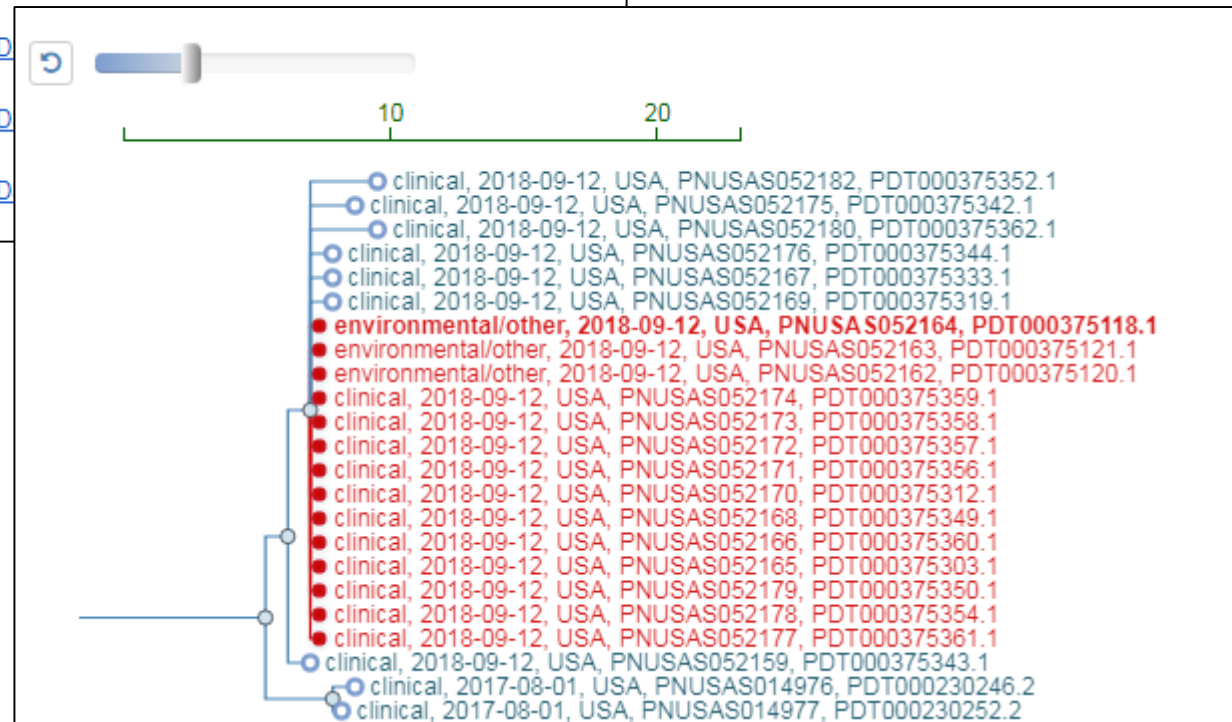 D
D
D
10 20
clinical, 2018-09-12, USA, PNUSAS052182, PDT000375352.1
clinical, 2018-09-12, USA, PNUSAS052175, PDT000375342.1
clinical, 2018-09-12, USA, PNUSAS052180, PDT000375362.1
clinical, 2018-09-12, USA, PNUSAS052176, PDT000375344.1
clinical, 2018-09-12, USA, PNUSAS052167, PDT000375333.1
clinical, 2018-09-12, USA, PNUSAS052169, PDT000375319.1
environmental/other, 2018-09-12, USA, PNUSAS052164, PDT000375118.1
environmental/other, 2018-09-12, USA, PNUSAS052163, PDT000375121.1
environmental/other, 2018-09-12, USA, PNUSAS052162, PDT000375120.1
clinical, 2018-09-12, USA, PNUSAS052174, PDT000375359.1
clinical, 2018-09-12, USA, PNUSAS052173, PDT000375358.1
clinical, 2018-09-12, USA, PNUSAS052172, PDT000375357.1
clinical, 2018-09-12, USA, PNUSAS052171, PDT000375356.1
clinical, 2018-09-12, USA, PNUSAS052170, PDT000375312.1
clinical, 2018-09-12, USA, PNUSAS052168, PDT000375349.1
clinical, 2018-09-12, USA, PNUSAS052166, PDT000375360.1
clinical, 2018-09-12, USA, PNUSAS052165, PDT000375303.1
clinical, 2018-09-12, USA, PNUSAS052179, PDT000375350.1
clinical, 2018-09-12, USA, PNUSAS052178, PDT000375354.1
clinical, 2018-09-12, USA, PNUSAS052177, PDT000375361.1
clinical, 2018-09-12, USA, PNUSAS052159, PDT000375343.1
clinical, 2017-08-01, USA, PNUSAS014976, PDT000230246.2
clinical, 2017-08-01, USA, PNUSAS014977, PDT000230252.2